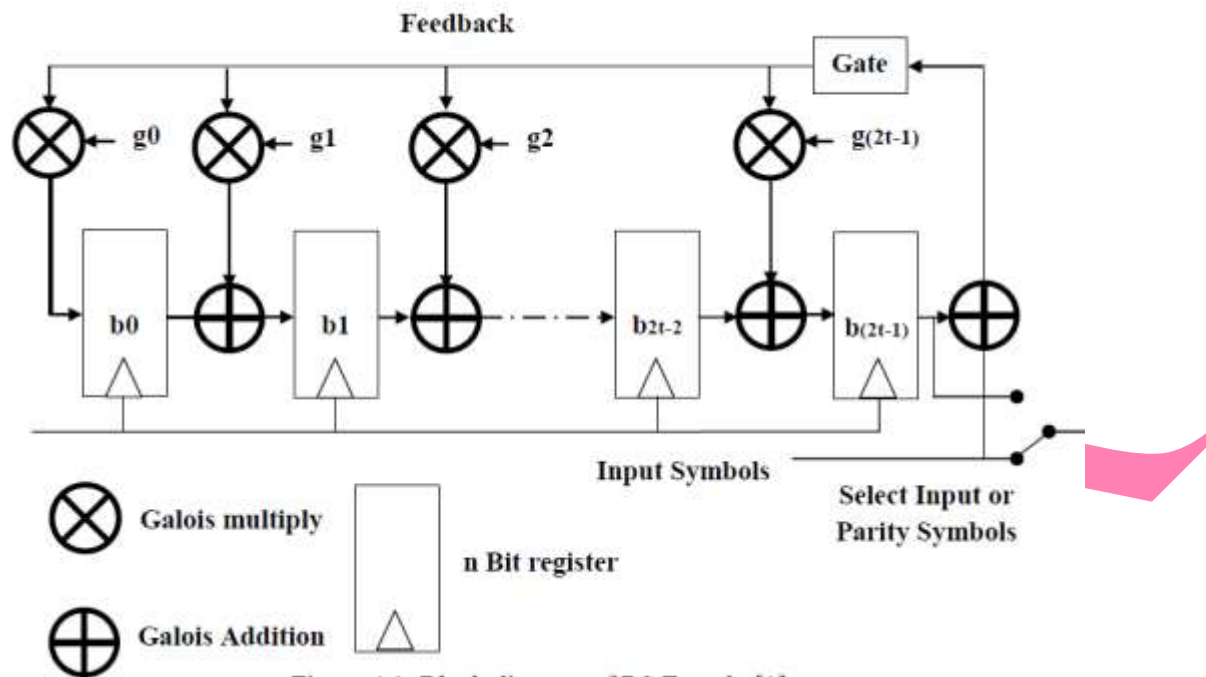 Feedback
Gate
g0
g1
g2
g(2t-1)
b0
b1
b2t-2
b(2t-1)
Input Symbols
Select Input or
Parity Symbols
Galois multiply
n Bit register
Galois Addition